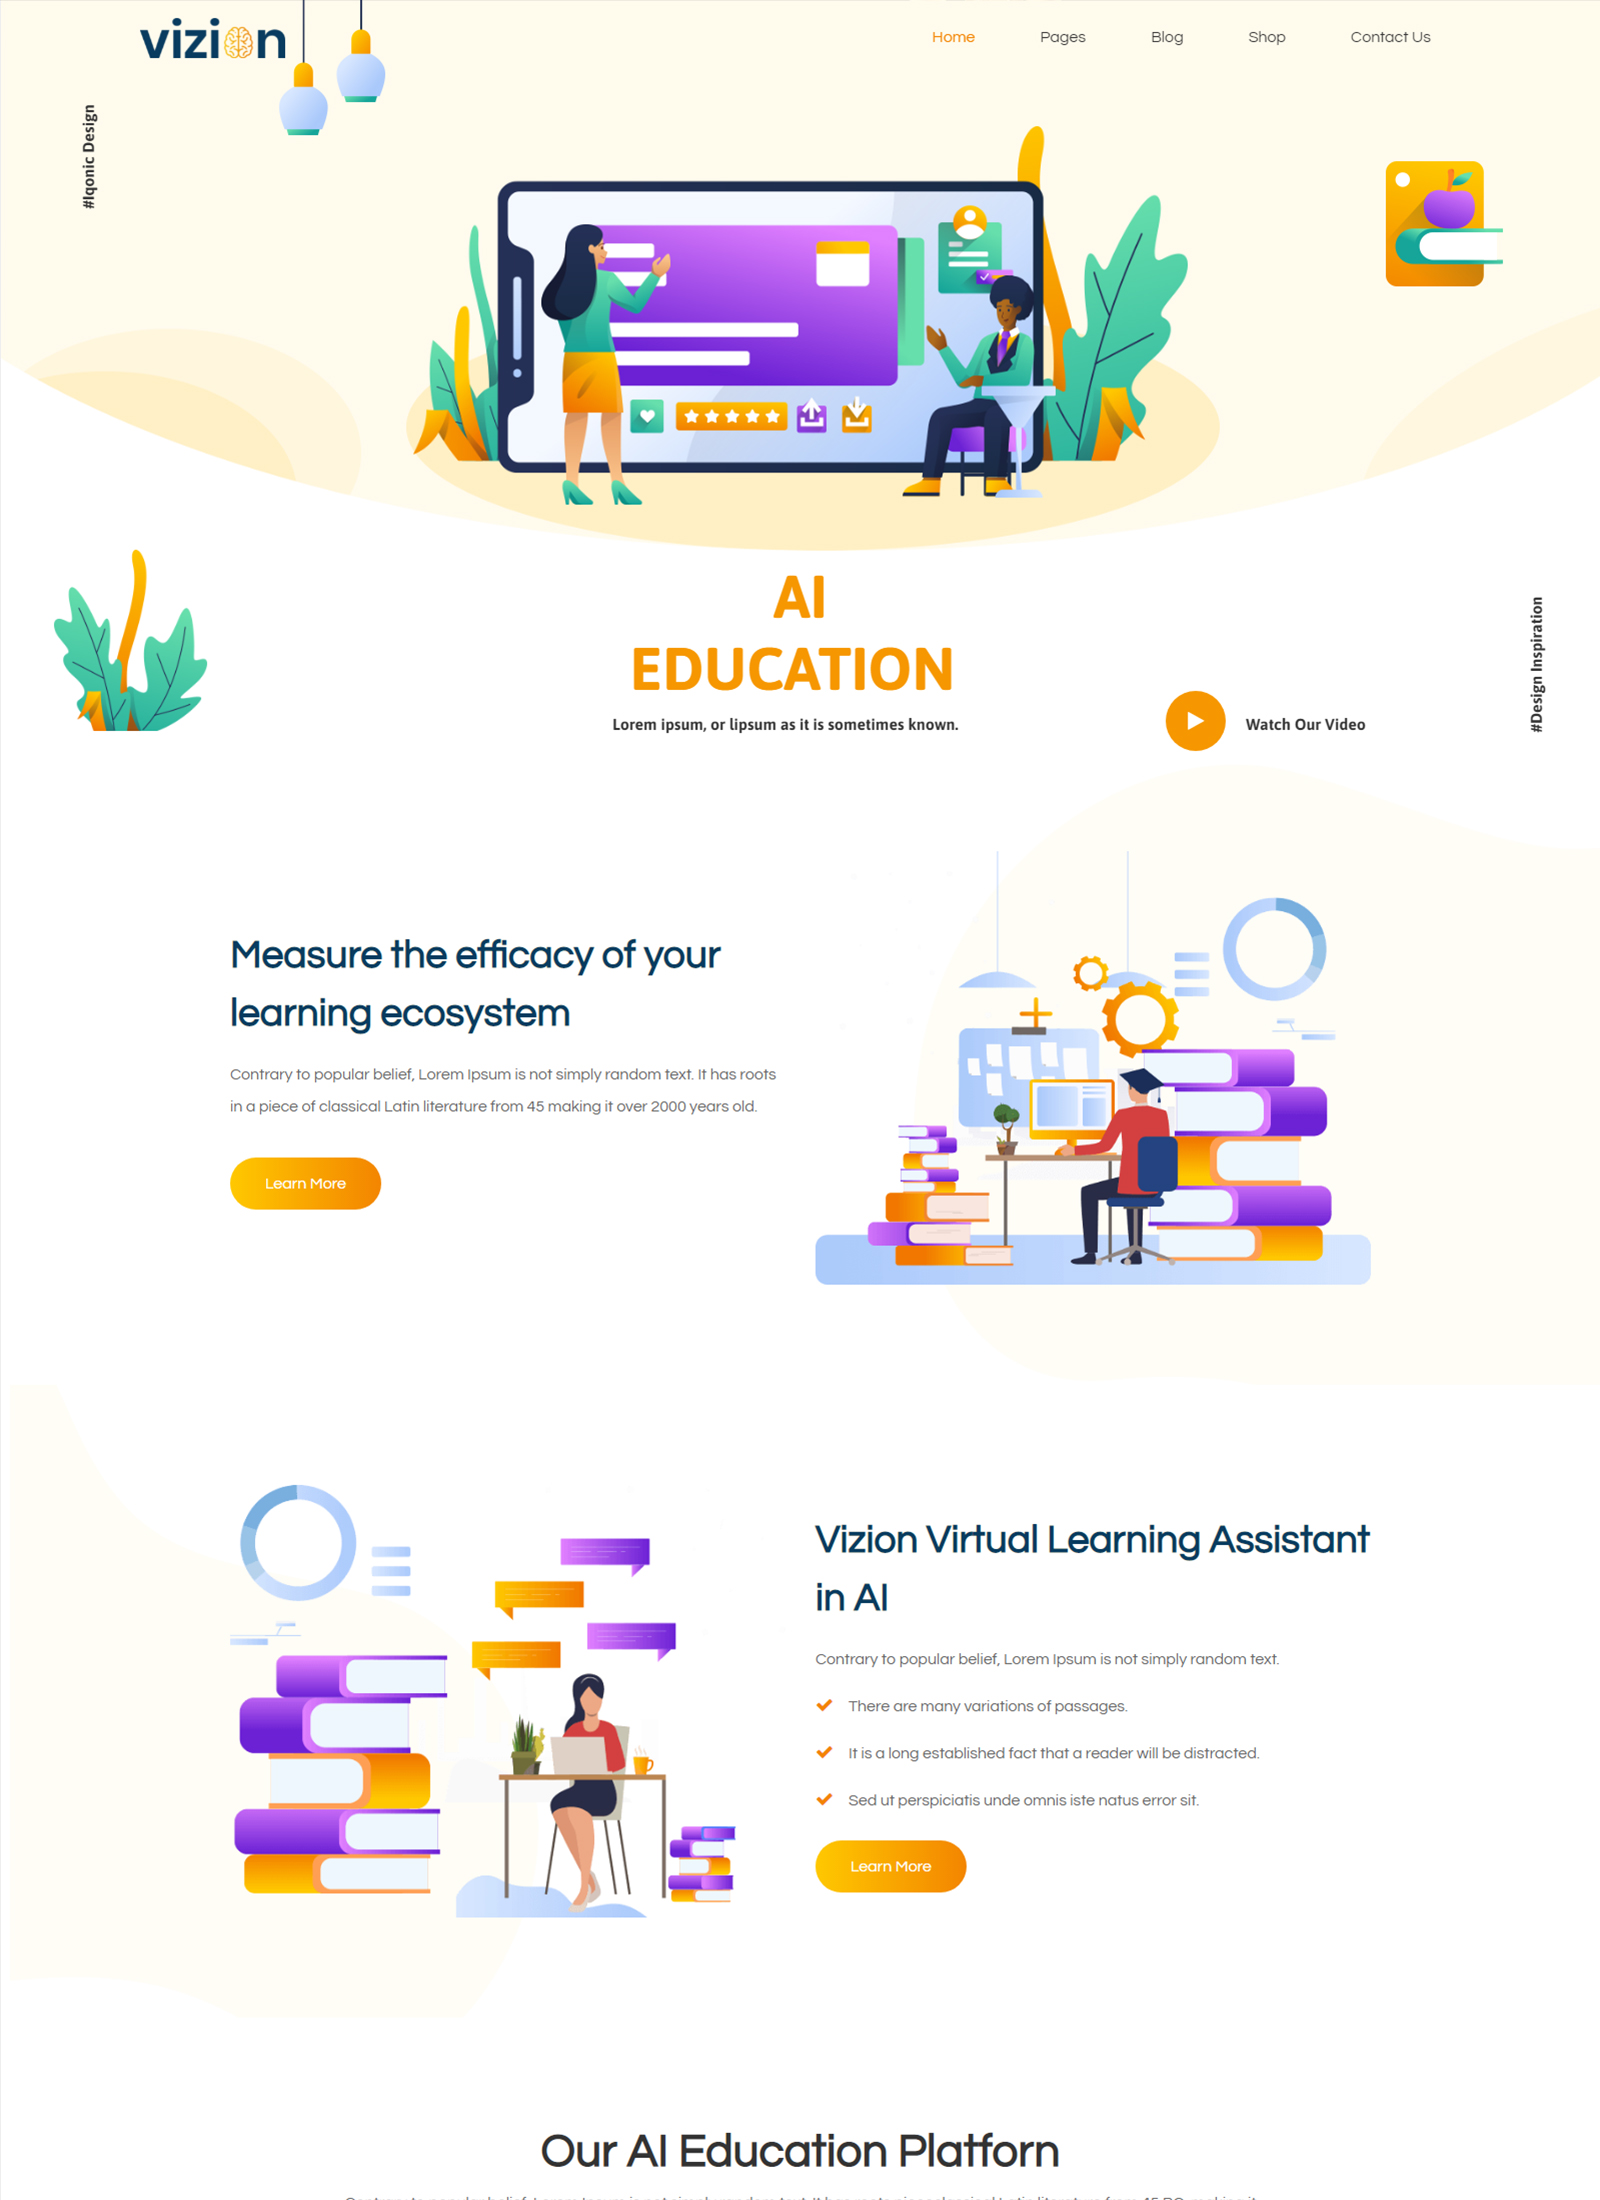 vizion
Home Pages Blog Shop Contact Us
#Iqonic Design
AI
EDUCATION
Lorem ipsum, or lipsum as it is sometimes known.
Watch Our Video
#Design Inspiration
Measure the efficacy of your
learning ecosystem
Contrary to popular belief, Lorem Ipsum is not simply random text. It has roots
in a piece of classical Latin literature from 45 making it over 2000 years old.
Learn More
Vizion Virtual Learning Assistant
in AI
Contrary to popular belief, Lorem Ipsum is not simply random text.
There are many variations of passages.
It is a long established fact that a reader will be distracted.
Sed ut perspiciatis unde omnis iste natus error sit.
Learn More
Our AI Education Platforn